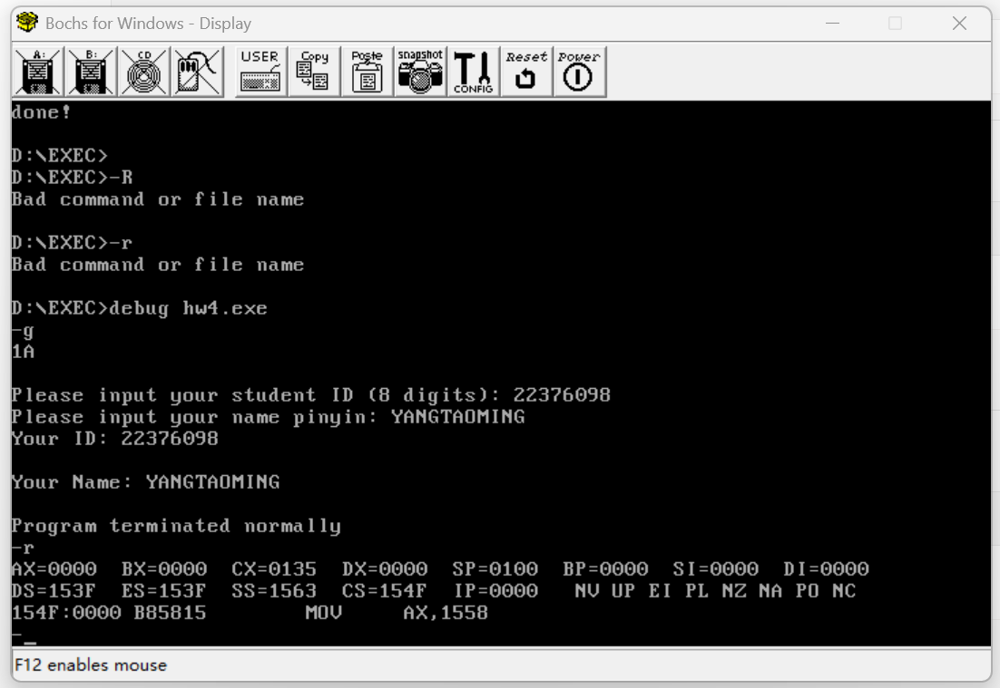 Bochs for Windows - Display
A: B: CD USER Copy Paste snapshot CONFIG Reset Power
done!
D:\EXEC>
D:\EXEC>-R
Bad command or file name
D:\EXEC>-r
Bad command or file name
D:\EXEC>debug hw4.exe
-g
1A
Please input your student ID (8 digits): 22376098
Please input your name pinyin: YANGTAOMING
Your ID: 22376098
Your Name: YANGTAOMING
Program terminated normally
-r
AX=0000 BX=0000 CX=0135 DX=0000 SP=0100 BP=0000 SI=0000 DI=0000
DS=153F ES=153F SS=1563 CS=154F IP=0000 NV UP EI PL NZ NA PO NC
154F:0000 B85815 MOV AX,1558
-_
F12 enables mouse